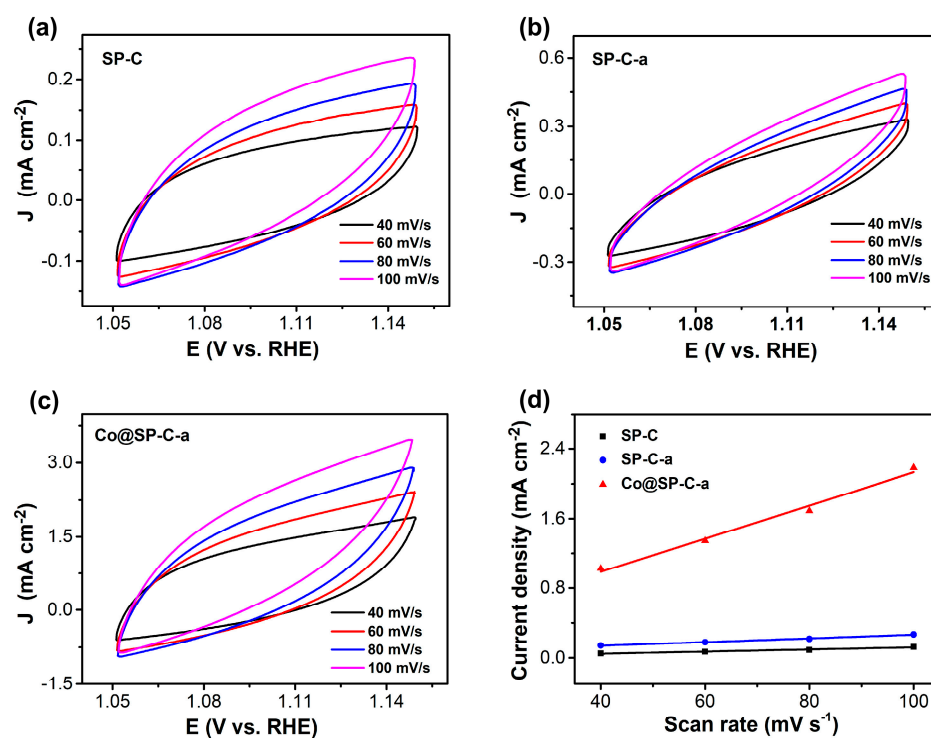 (a)
SP-C
J (mA cm-2)
0.2
0.1
0.0
-0.1
40 mV/s
60 mV/s
80 mV/s
100 mV/s
1.05
1.08
1.11
1.14
E (V vs. RHE)
(b)
SP-C-a
J (mA cm-2)
0.6
0.3
0.0
-0.3
40 mV/s
60 mV/s
80 mV/s
100 mV/s
1.05
1.08
1.11
1.14
E (V vs. RHE)
(c)
Co@SP-C-a
J (mA cm-2)
3.0
1.5
0.0
-1.5
40 mV/s
60 mV/s
80 mV/s
100 mV/s
1.05
1.08
1.11
1.14
E (V vs. RHE)
(d)
SP-C
SP-C-a
Co@SP-C-a
Current density (mA cm-2)
2.4
1.6
0.8
0.0
40
60
80
100
Scan rate (mV s-1)